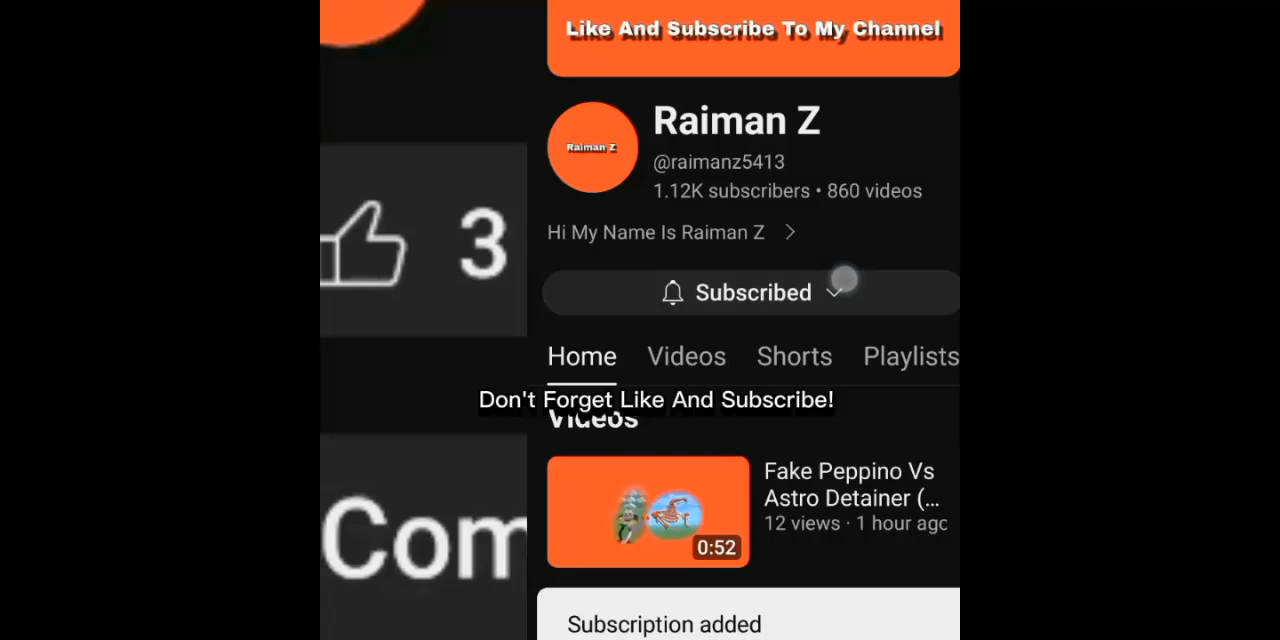 Like And Subscribe To My Channel
Raiman Z
Raiman Z
@raimanz5413
1.12K subscribers • 860 videos
Hi My Name Is Raiman Z
3
Subscribed
Home Videos Shorts Playlists
Don't Forget Like And Subscribe!
Videos
Fake Peppino Vs
Astro Detainer (...
12 views · 1 hour ago
0:52
Com
Subscription added